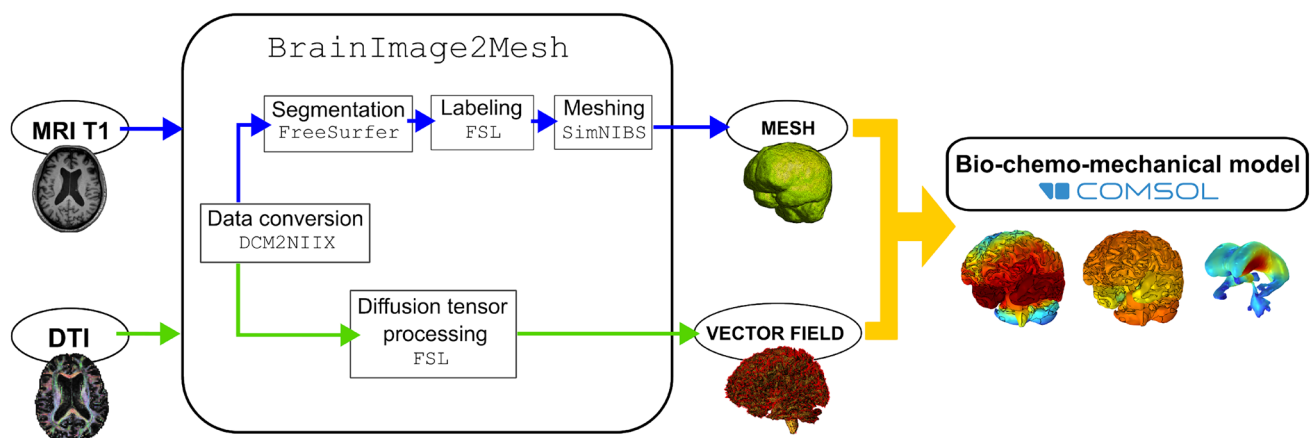 BrainImage2Mesh
MRI T1
Segmentation
FreeSurfer
Labeling
FSL
Meshing
SimNIBS
MESH
Data conversion
DCM2NIIX
DTI
Diffusion tensor
processing
FSL
VECTOR FIELD
Bio-chemo-mechanical model
COMSOL